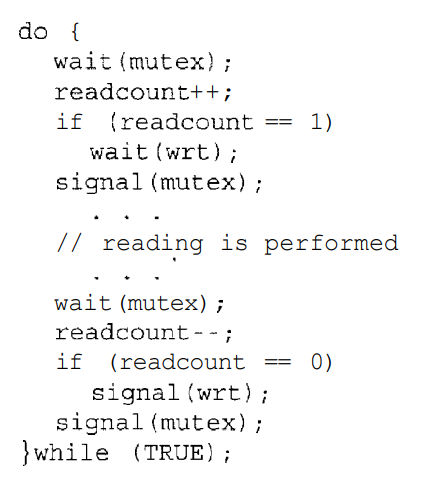 do {
wait(mutex);
readcount++;
if (readcount == 1)
wait(wrt);
signal(mutex);
. . .
// reading is performed
. . .
wait(mutex);
readcount--;
if (readcount == 0)
signal(wrt);
signal(mutex);
}while (TRUE);